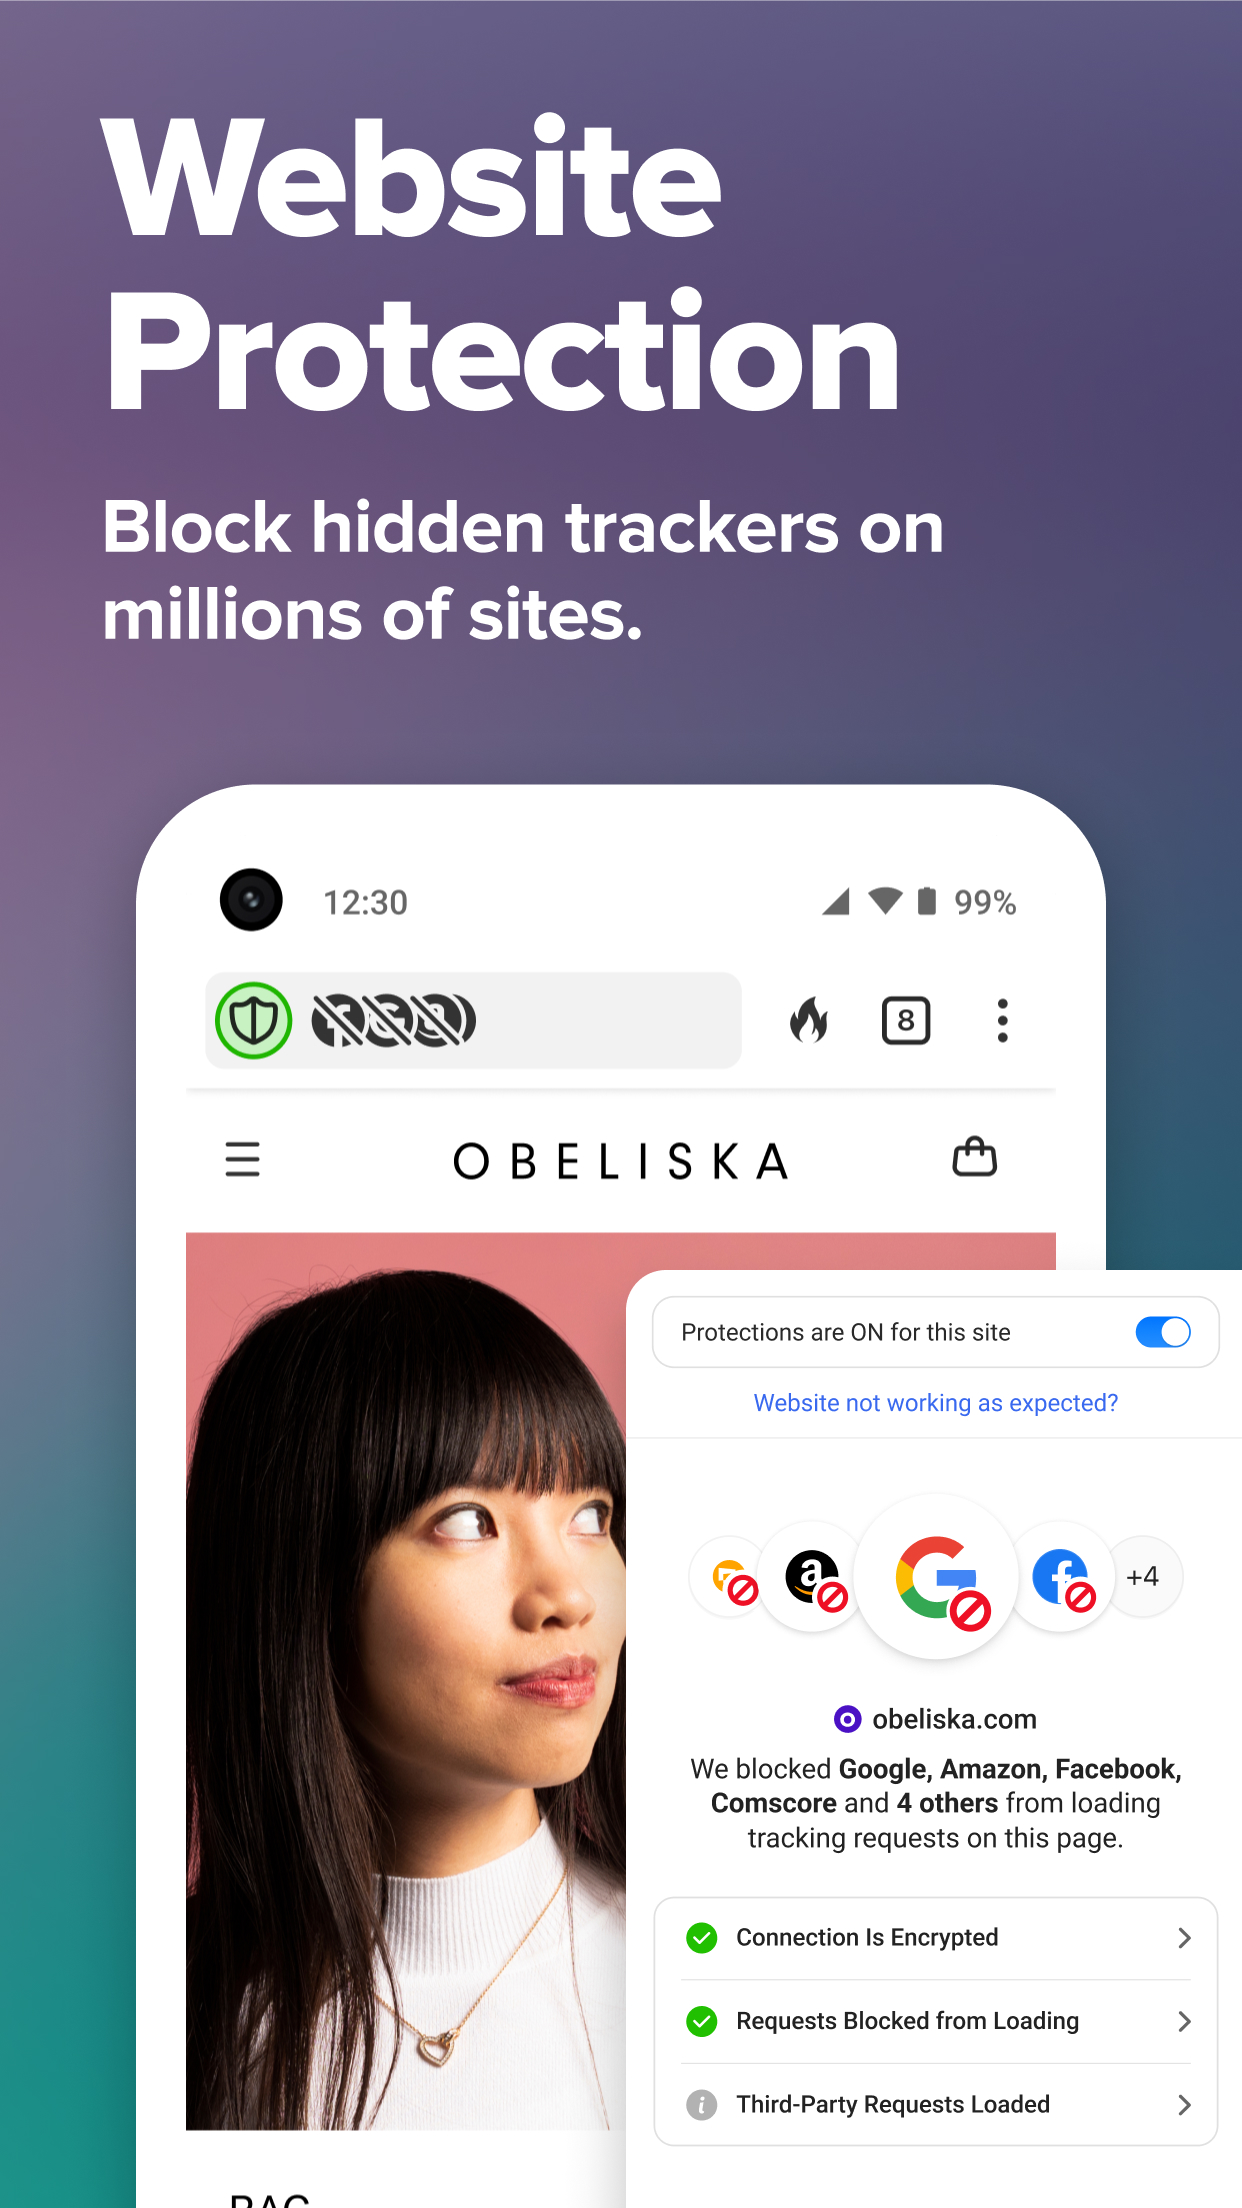 Website
Protection
Block hidden trackers on
millions of sites.
12:30
99%
8
OBELISKA
Protections are ON for this site
Website not working as expected?
+4
obeliska.com
We blocked Google, Amazon, Facebook,
Comscore and 4 others from loading
tracking requests on this page.
Connection Is Encrypted
Requests Blocked from Loading
Third-Party Requests Loaded